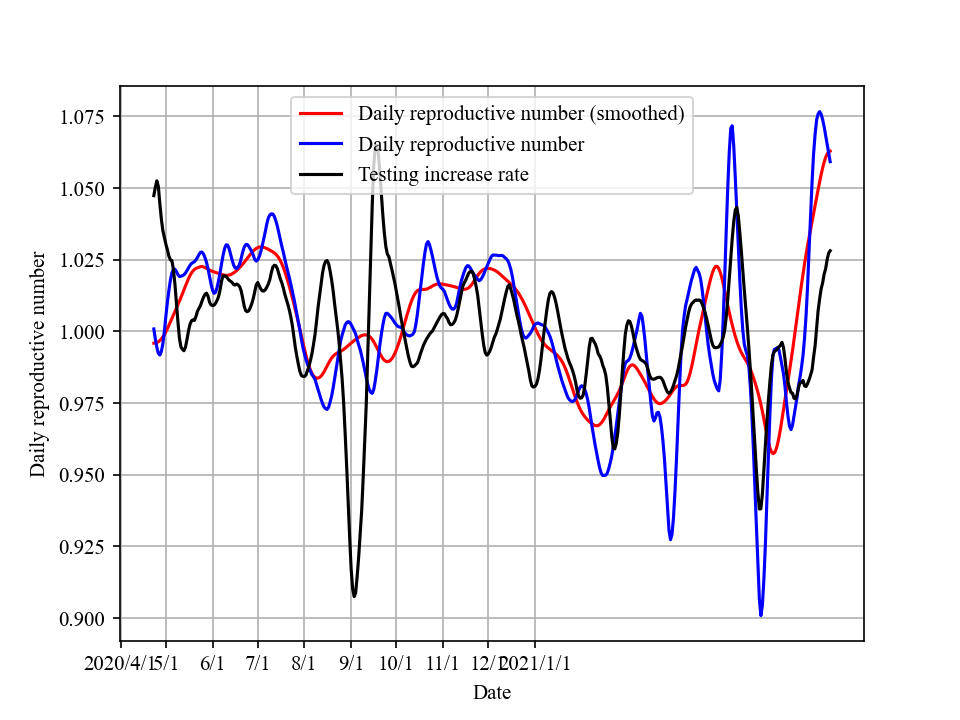 Daily reproductive number (smoothed)
Daily reproductive number
Testing increase rate
Daily reproductive number
1.075
1.050
1.025
1.000
0.975
0.950
0.925
0.900
2020/4/1 5/1 6/1 7/1 8/1 9/1 10/1 11/1 12/1 2021/1/1
Date